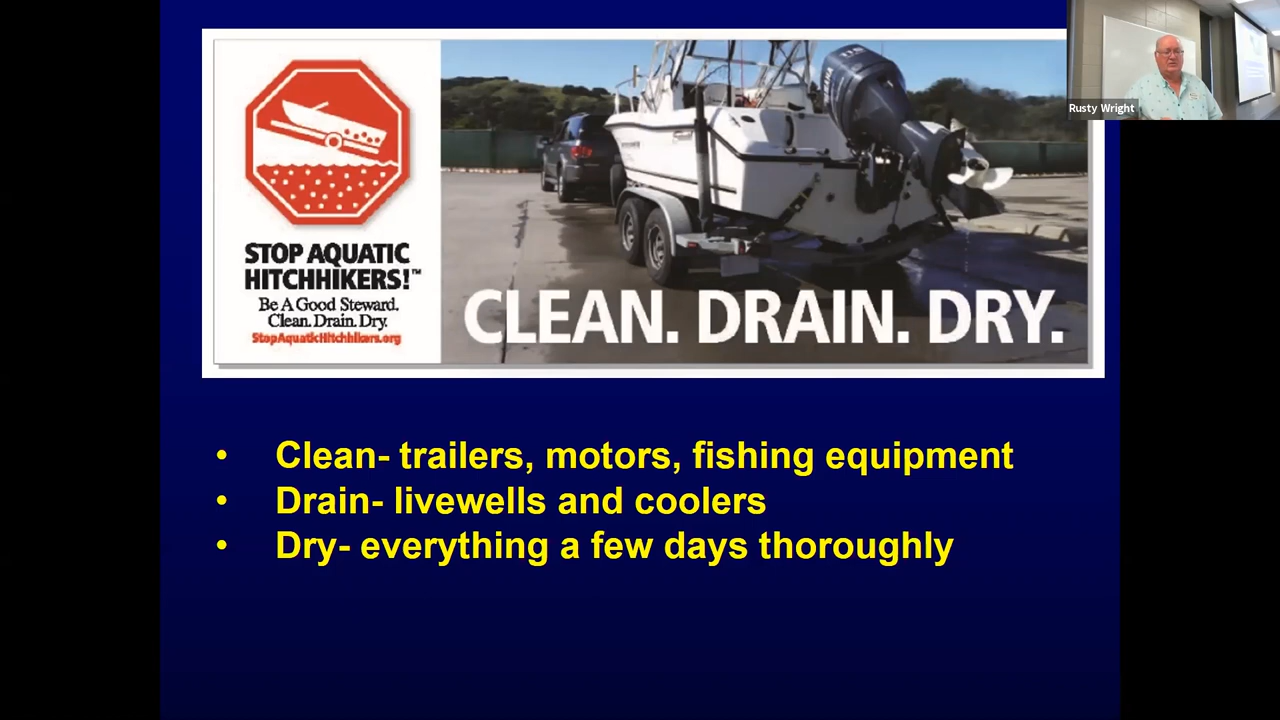 STOP AQUATIC
HITCHHIKERS!™
Be A Good Steward.
Clean. Drain. Dry.
StopAquaticHitchhikers.org
CLEAN. DRAIN. DRY.
Rusty Wright
• Clean- trailers, motors, fishing equipment
• Drain- livewells and coolers
• Dry- everything a few days thoroughly